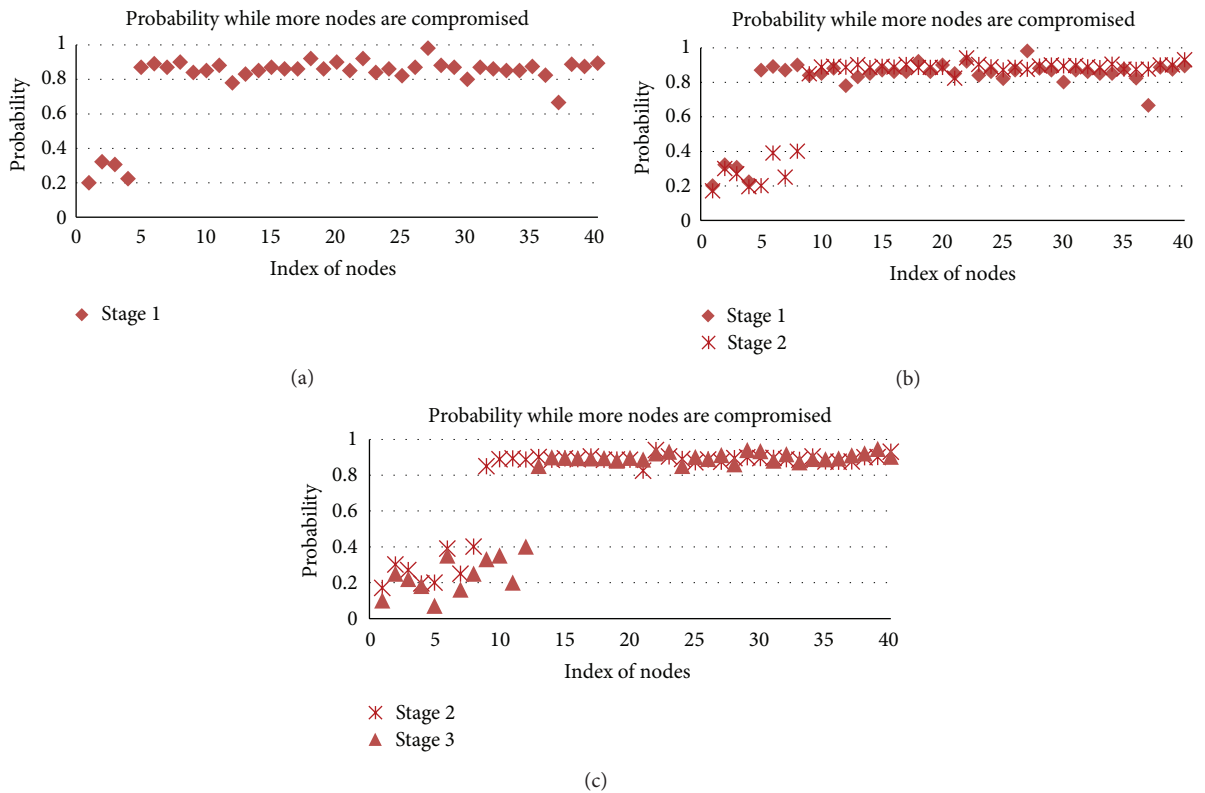 Probability while more nodes are compromised
1
0.8
0.6
0.4
0.2
0
Probability
0 5 10 15 20 25 30 35 40
Index of nodes
Stage 1
(a)
Probability while more nodes are compromised
1
0.8
0.6
0.4
0.2
0
Probability
0 5 10 15 20 25 30 35 40
Index of nodes
Stage 1
Stage 2
(b)
Probability while more nodes are compromised
1
0.8
0.6
0.4
0.2
0
Probability
0 5 10 15 20 25 30 35 40
Index of nodes
Stage 2
Stage 3
(c)